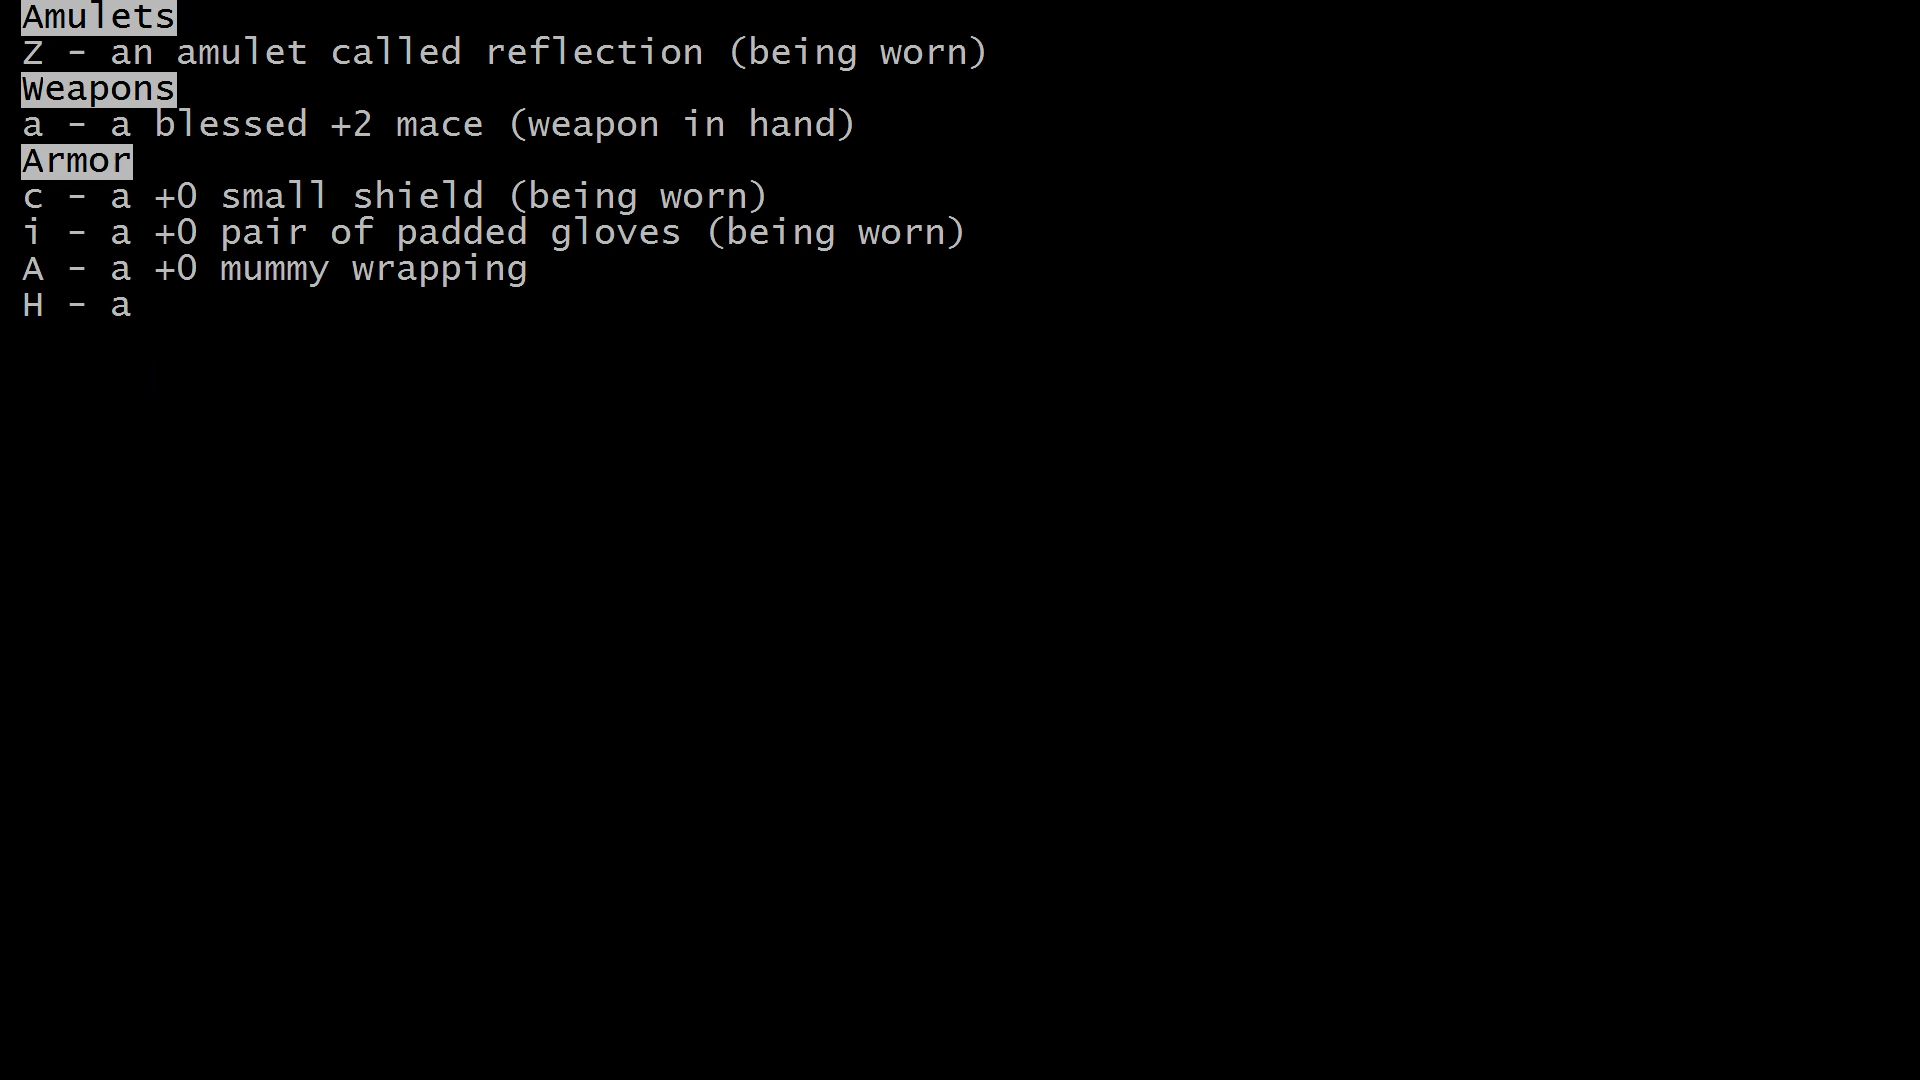 Amulets
Z - an amulet called reflection (being worn)
Weapons
a - a blessed +2 mace (weapon in hand)
Armor
c - a +0 small shield (being worn)
i - a +0 pair of padded gloves (being worn)
A - a +0 mummy wrapping
H - a